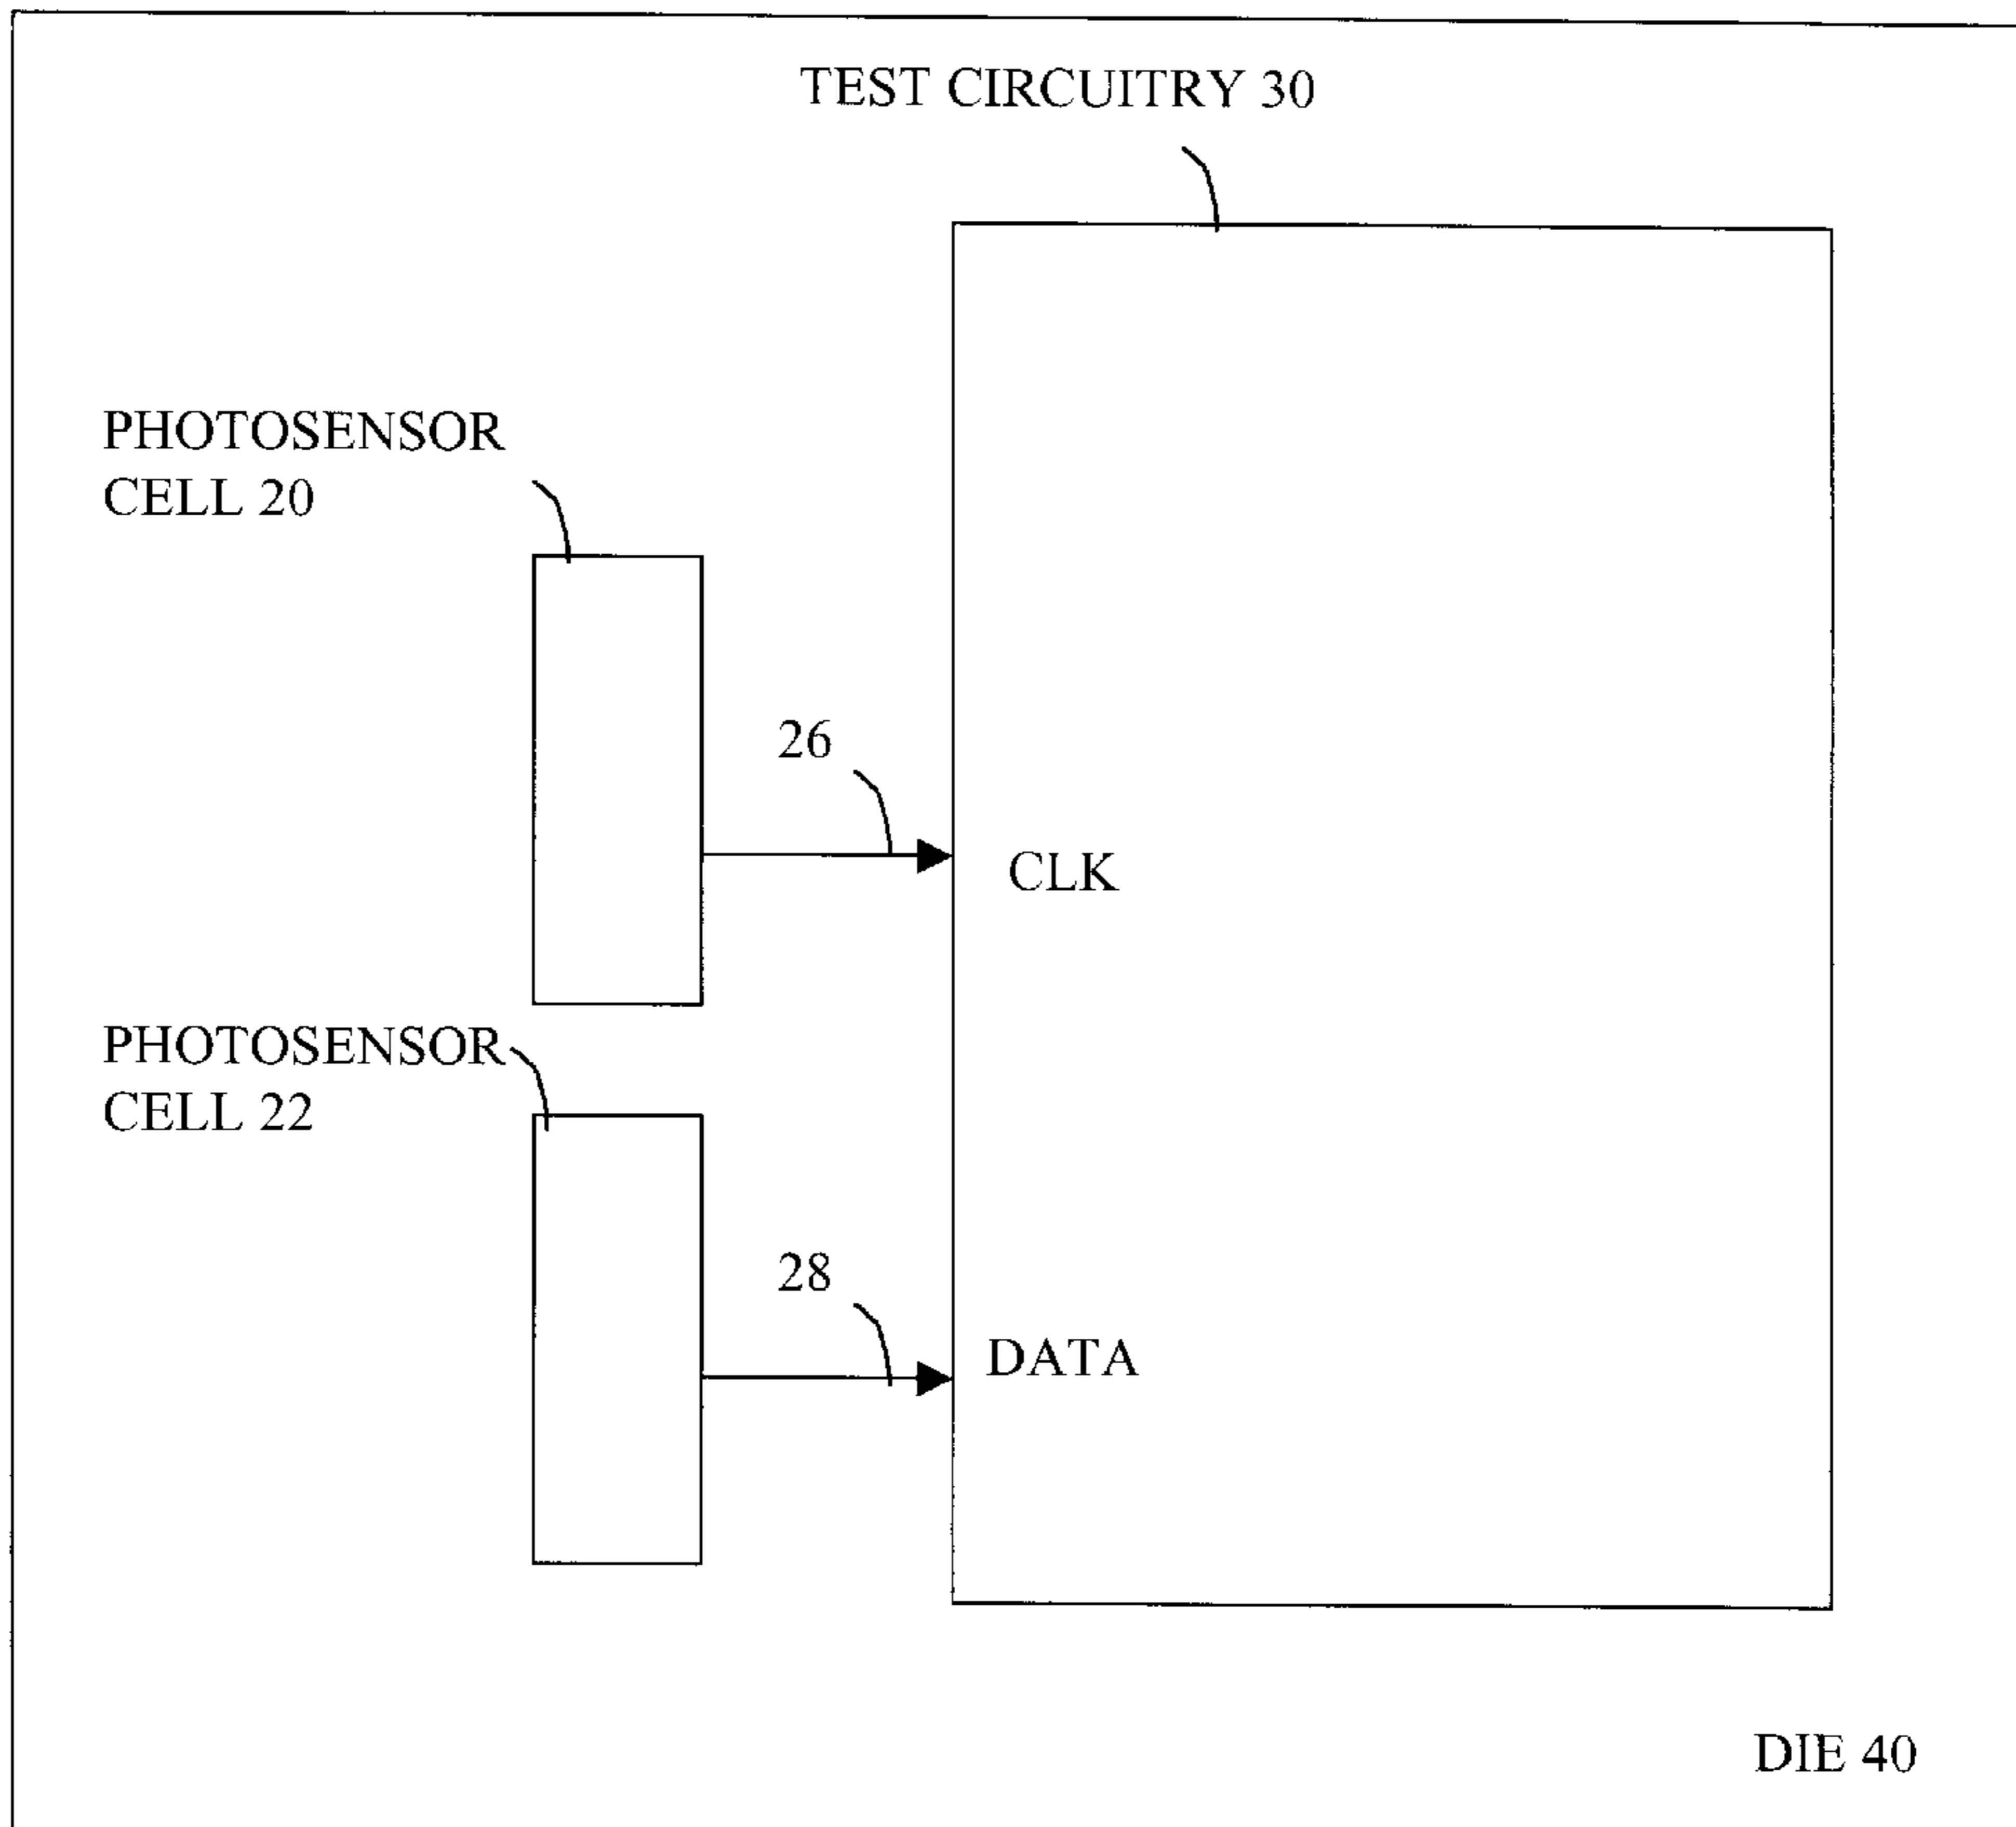 TEST CIRCUITRY 30
PHOTOSENSOR
CELL 20
26
CLK
PHOTOSENSOR
CELL 22
28
DATA
DIE 40